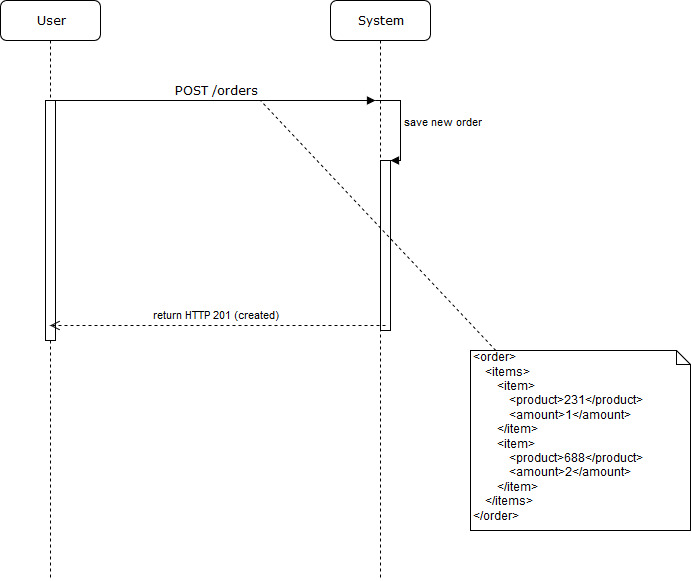 User
System
POST /orders
save new order
return HTTP 201 (created)
<order>
<items>
<item>
<product>231</product>
<amount>1</amount>
</item>
<item>
<product>688</product>
<amount>2</amount>
</item>
</items>
</order>